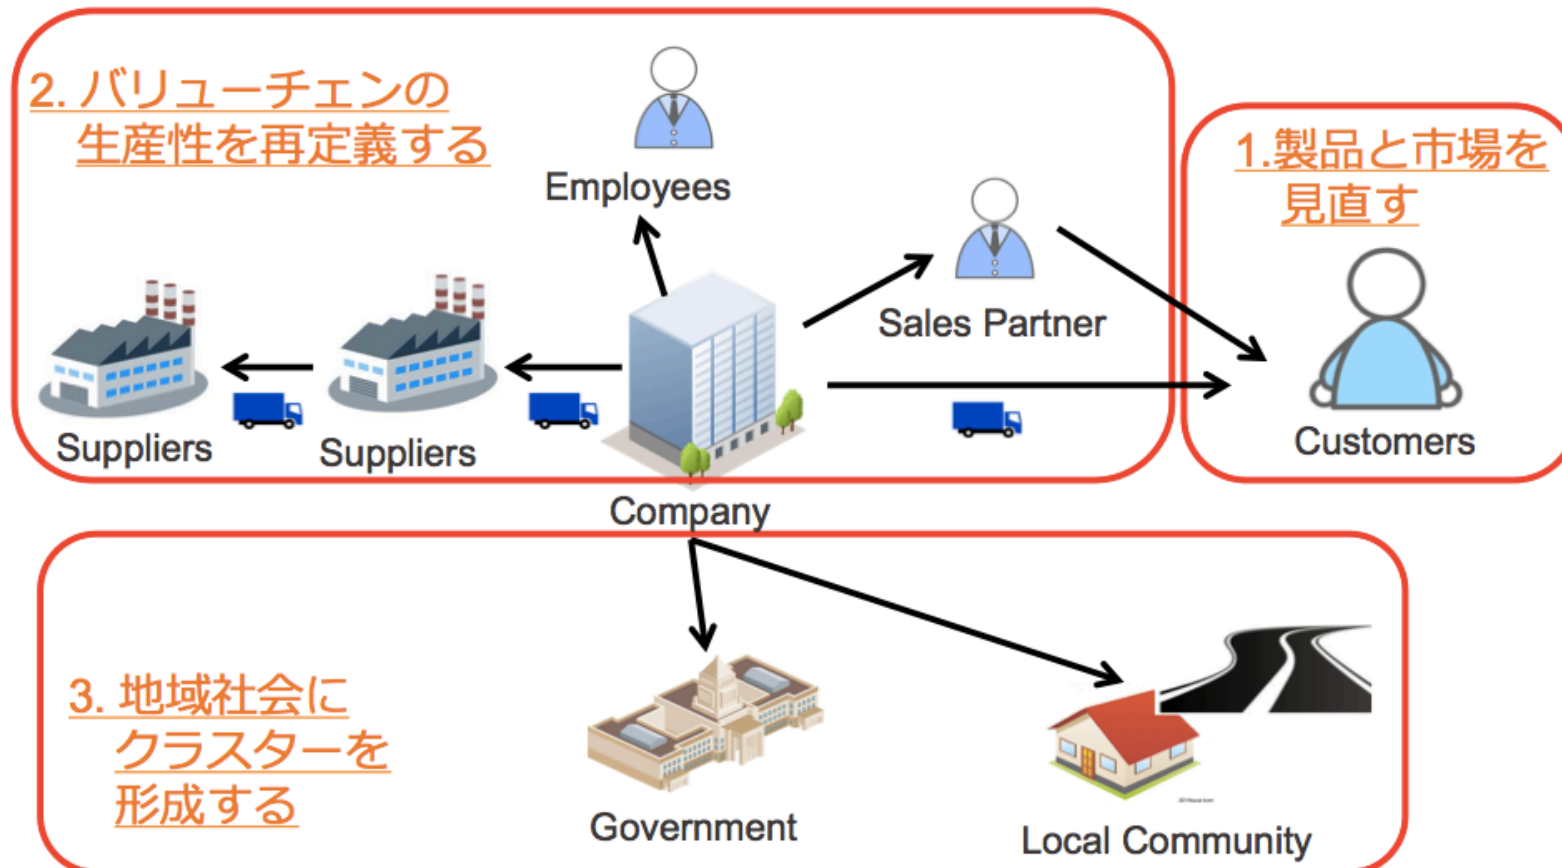 2. バリューチェンの
生産性を再定義する
1.製品と市場を
見直す
Employees
Sales Partner
Suppliers
Suppliers
Customers
Company
3. 地域社会に
クラスターを
形成する
Government
Local Community